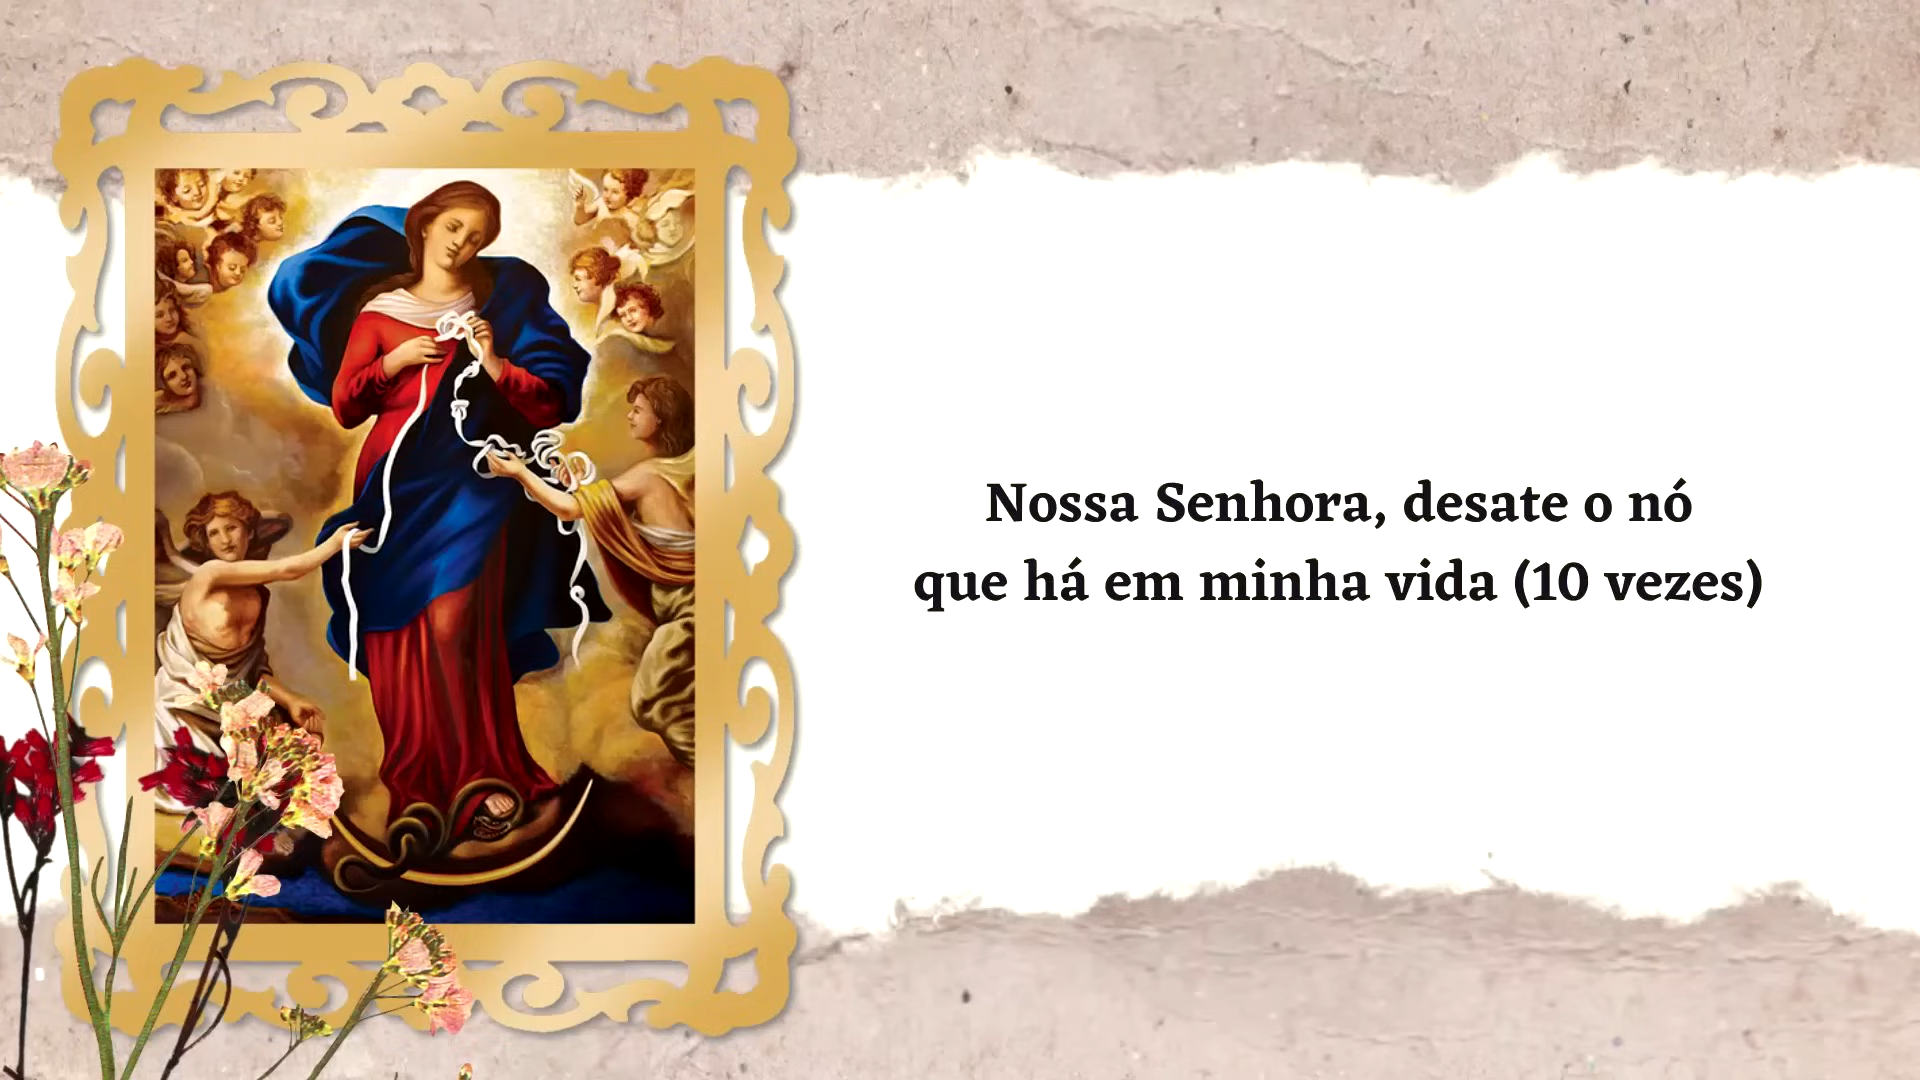 Nossa Senhora, desate o nó
que há em minha vida (10 vezes)